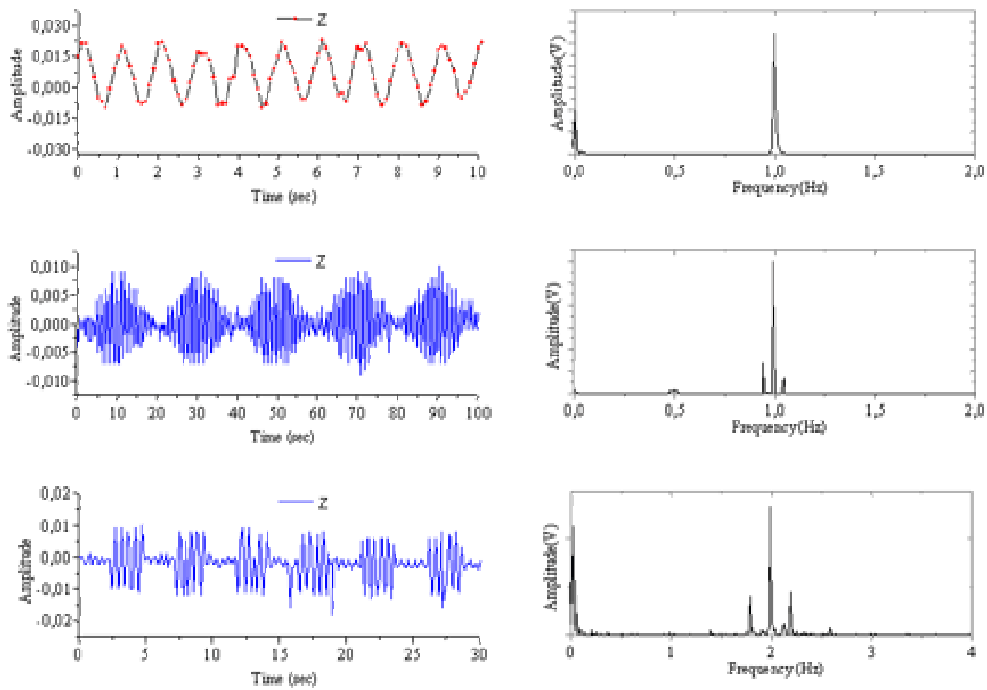 Z
Amplitude
0,030
0,015
0,000
-0,015
-0,030
0 1 2 3 4 5 6 7 8 9 10
Time (sec)
Amplitude(V)
0,0 0,5 1,0 1,5 2,0
Frequency(Hz)
Z
Amplitude
0,010
0,005
0,000
-0,005
-0,010
0 10 20 30 40 50 60 70 80 90 100
Time (sec)
Amplitude(V)
0,0 0,5 1,0 1,5 2,0
Frequency(Hz)
Z
Amplitude
0,02
0,01
0,00
-0,01
-0,02
0 5 10 15 20 25 30
Time (sec)
Amplitude(V)
0 1 2 3 4
Frequency(Hz)